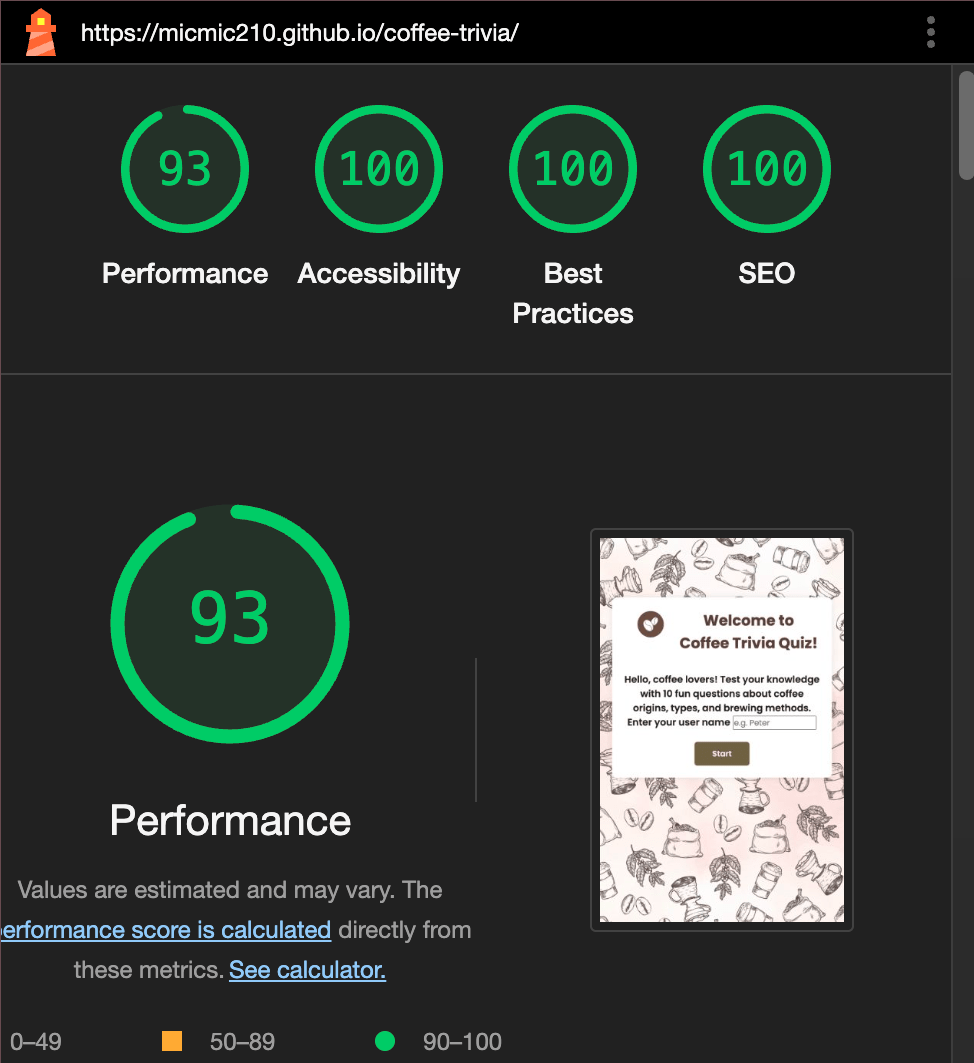 https://micmic210.github.io/coffee-trivia/
93
100
100
100
Performance
Accessibility
Best
Practices
SEO
93
Performance
Values are estimated and may vary. The
erformance score is calculated directly from
these metrics. See calculator.
0–49
50–89
90–100
Welcome to
Coffee Trivia Quiz!
Hello, coffee lovers! Test your knowledge
with 10 fun questions about coffee
origins, types, and brewing methods.
Enter your user name e.g. Peter
Start